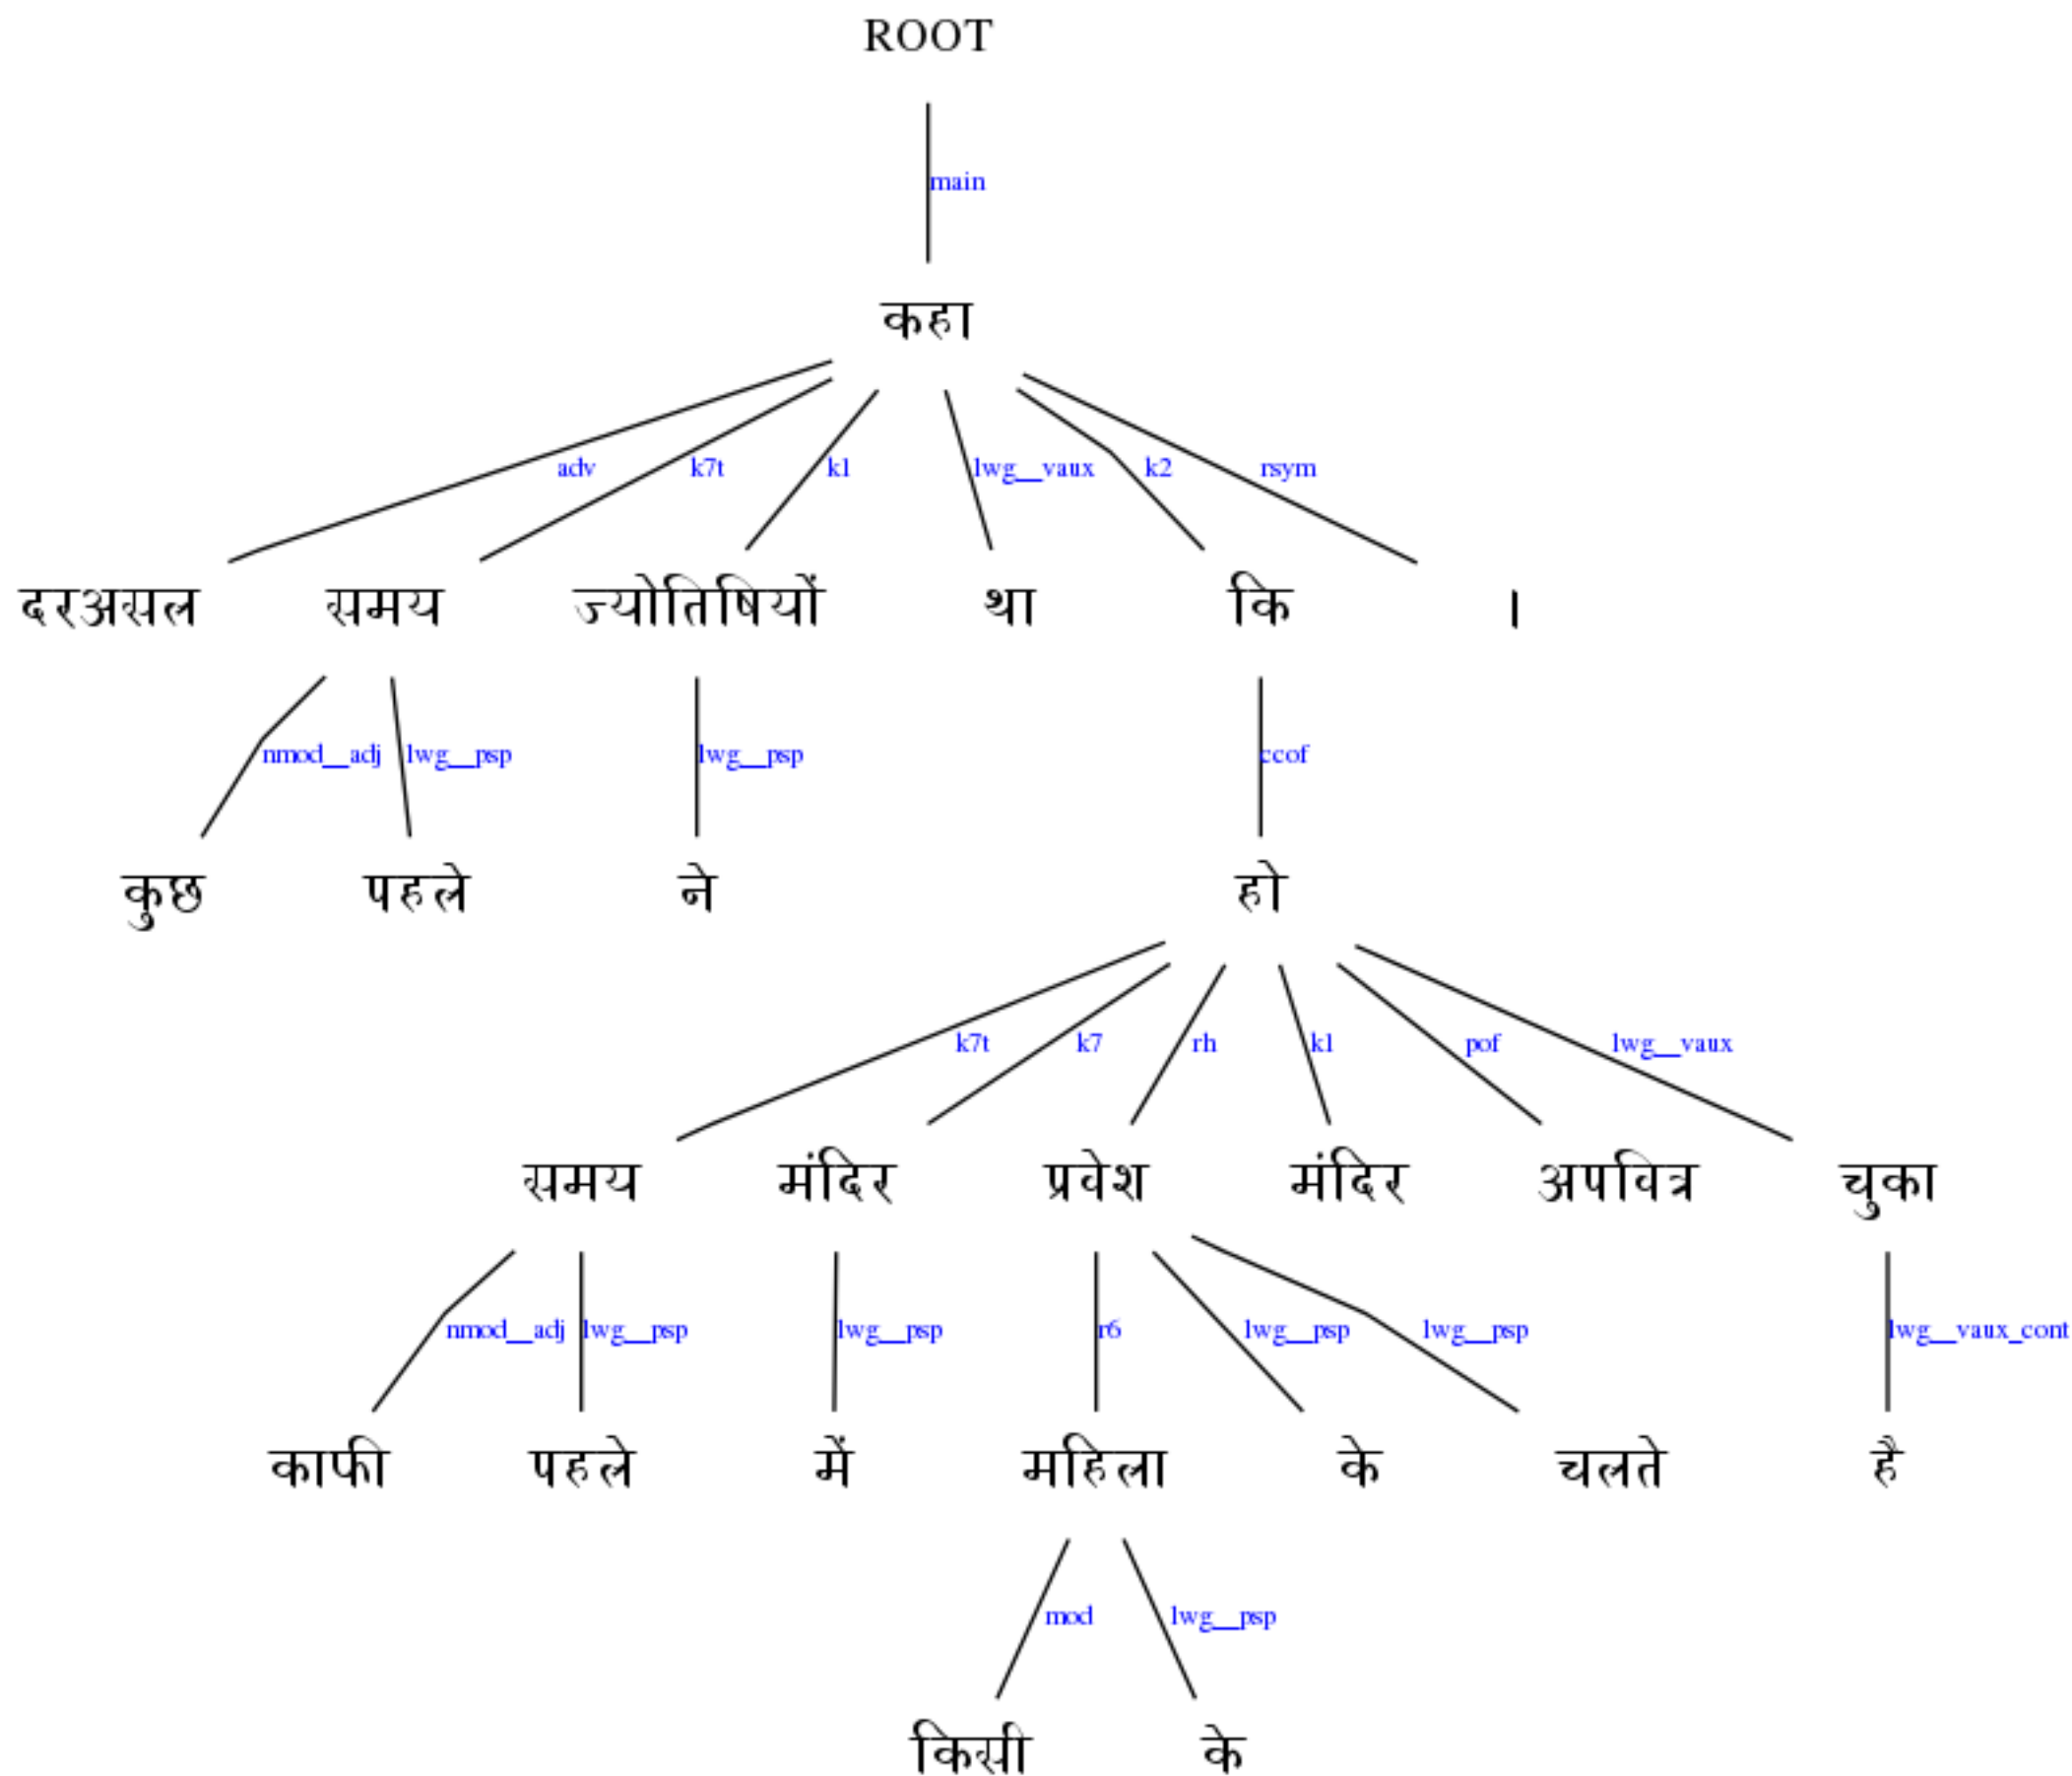 ROOT
main
कहा
adv k7t k1 lwg__vaux k2 rsym
दरअसल समय ज्योतिषियों था कि ।
nmod__adj lwg__psp lwg__psp ccof
कुछ पहले ने हो
k7t k7 rh k1 pof lwg__vaux
समय मंदिर प्रवेश मंदिर अपवित्र चुका
nmod__adj lwg__psp lwg__psp r6 lwg__psp lwg__psp lwg__vaux_cont
काफी पहले में महिला के चलते है
mod lwg__psp
किसी के